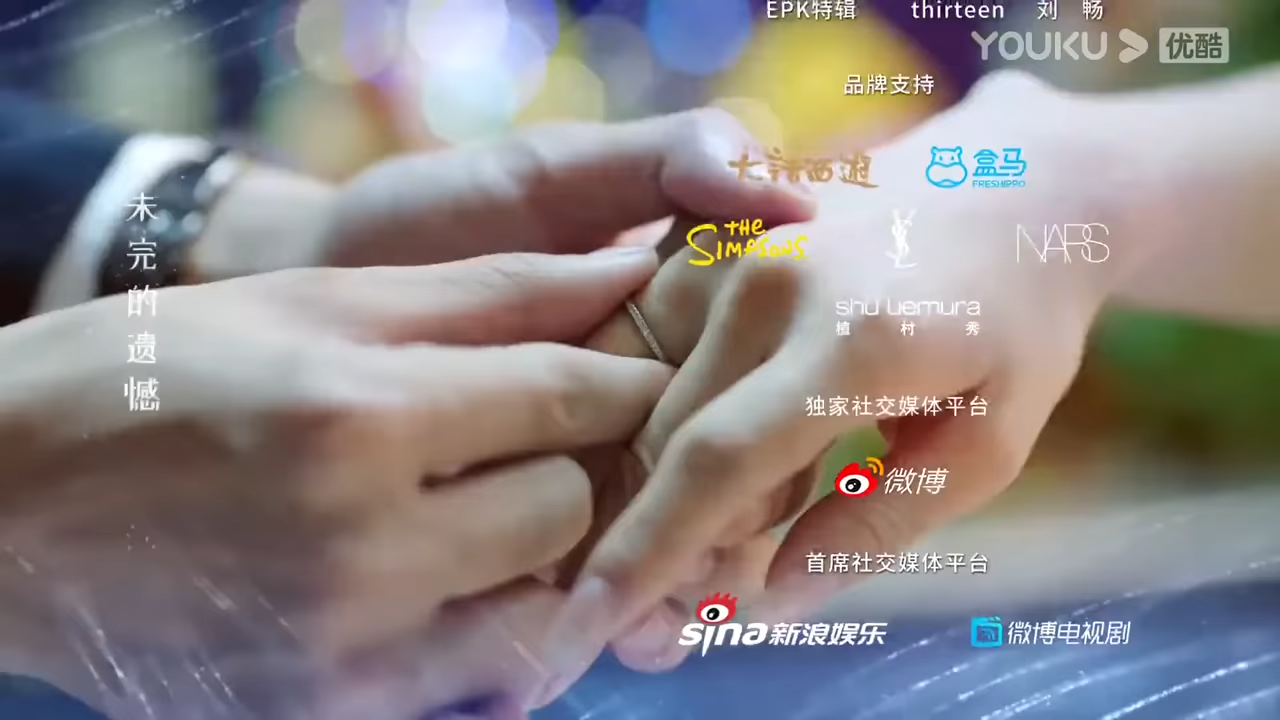 EPK特辑 thirteen 刘 畅
YOUKU 优酷
品牌支持
大话西游 盒马 FRESHIPPO
THE SIMPSONS YSL NARS
shu uemura
植 村 秀
独家社交媒体平台
微博
首席社交媒体平台
sina新浪娱乐 微博电视剧
未完的遗憾